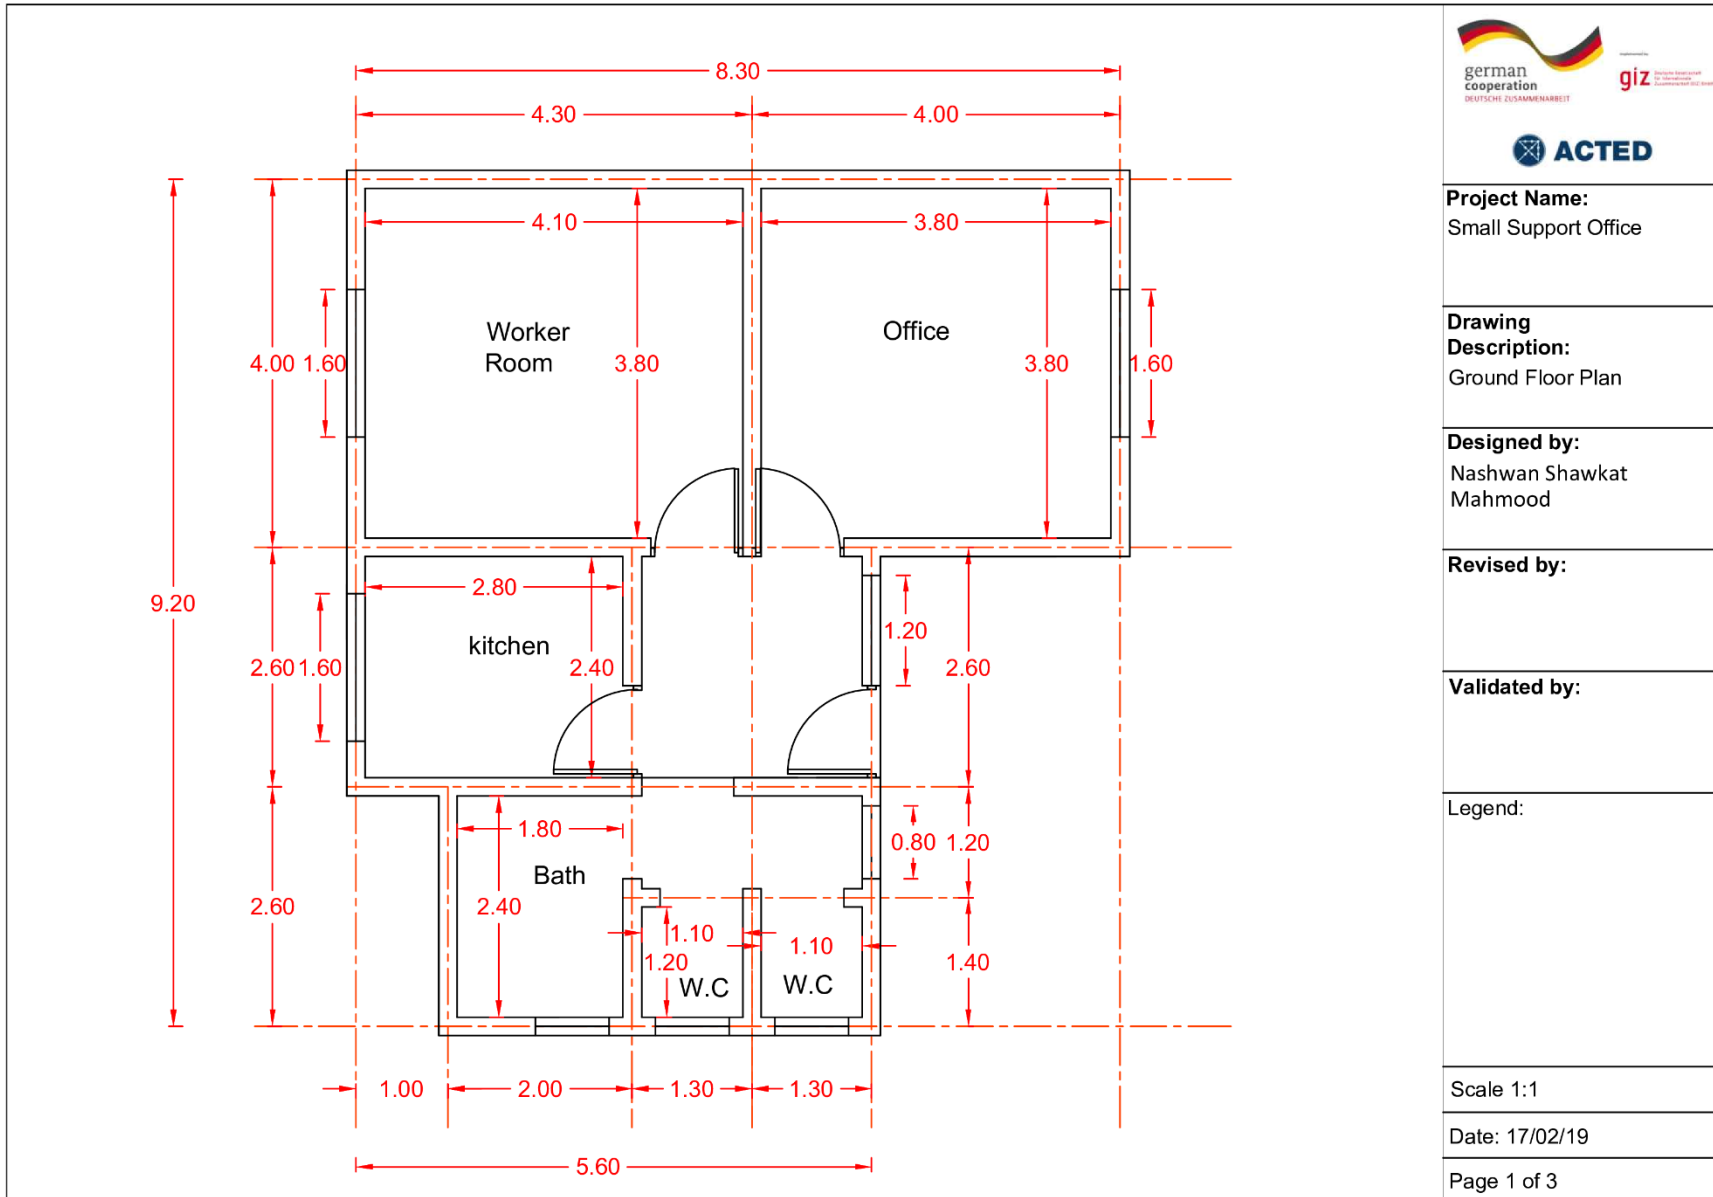 8.30
4.30
4.00
4.10
3.80
Worker
Room
Office
4.00
1.60
3.80
3.80
1.60
9.20
2.80
kitchen
2.60
1.60
2.40
1.20
2.60
1.80
Bath
0.80
1.20
2.60
2.40
1.10
1.10
1.20
W.C
W.C
1.40
1.00
2.00
1.30
1.30
5.60
german
cooperation
DEUTSCHE ZUSAMMENARBEIT
giz
ACTED
Project Name:
Small Support Office
Drawing
Description:
Ground Floor Plan
Designed by:
Nashwan Shawkat
Mahmood
Revised by:
Validated by:
Legend:
Scale 1:1
Date: 17/02/19
Page 1 of 3